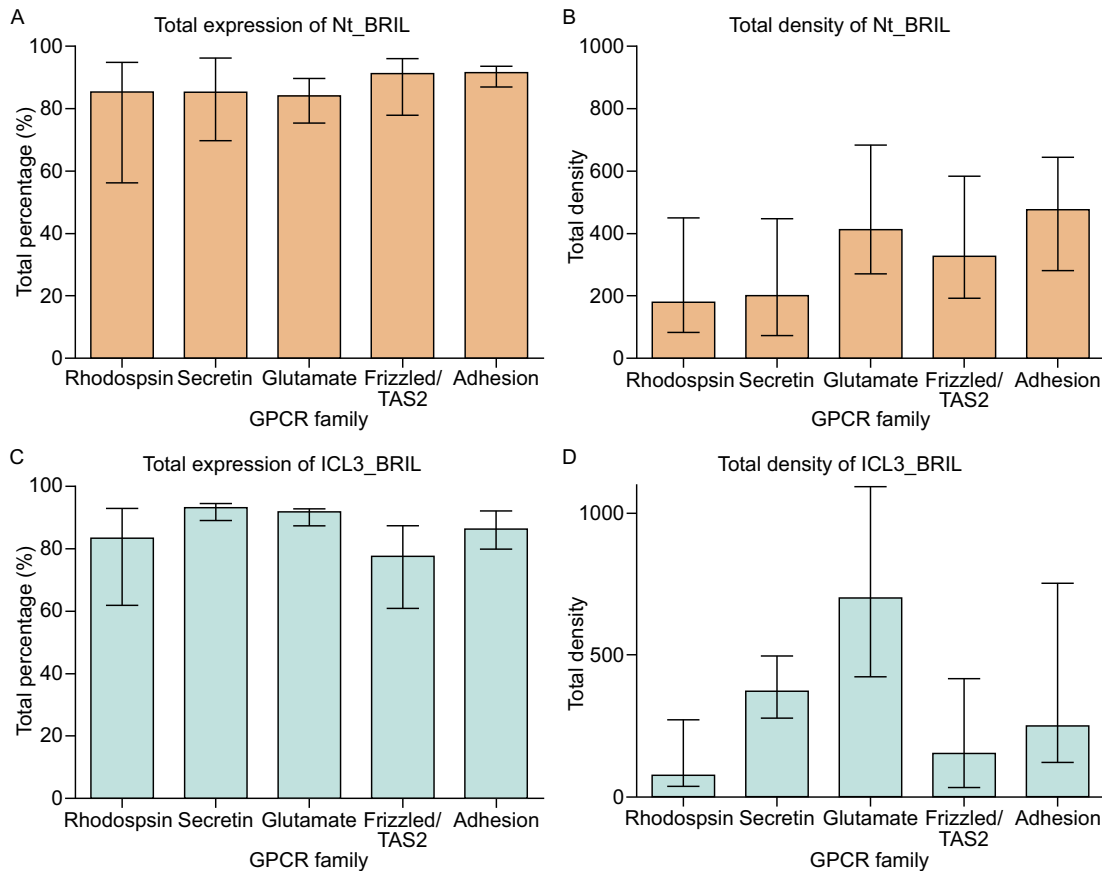 A
Total expression of Nt_BRIL
Total percentage (%)
100
80
60
40
20
0
Rhodospsin Secretin Glutamate Frizzled/ Adhesion
TAS2
GPCR family
B
Total density of Nt_BRIL
Total density
1000
800
600
400
200
0
Rhodospsin Secretin Glutamate Frizzled/ Adhesion
TAS2
GPCR family
C
Total expression of ICL3_BRIL
Total percentage (%)
100
80
60
40
20
0
Rhodospsin Secretin Glutamate Frizzled/ Adhesion
TAS2
GPCR family
D
Total density of ICL3_BRIL
Total density
1000
500
0
Rhodospsin Secretin Glutamate Frizzled/ Adhesion
TAS2
GPCR family